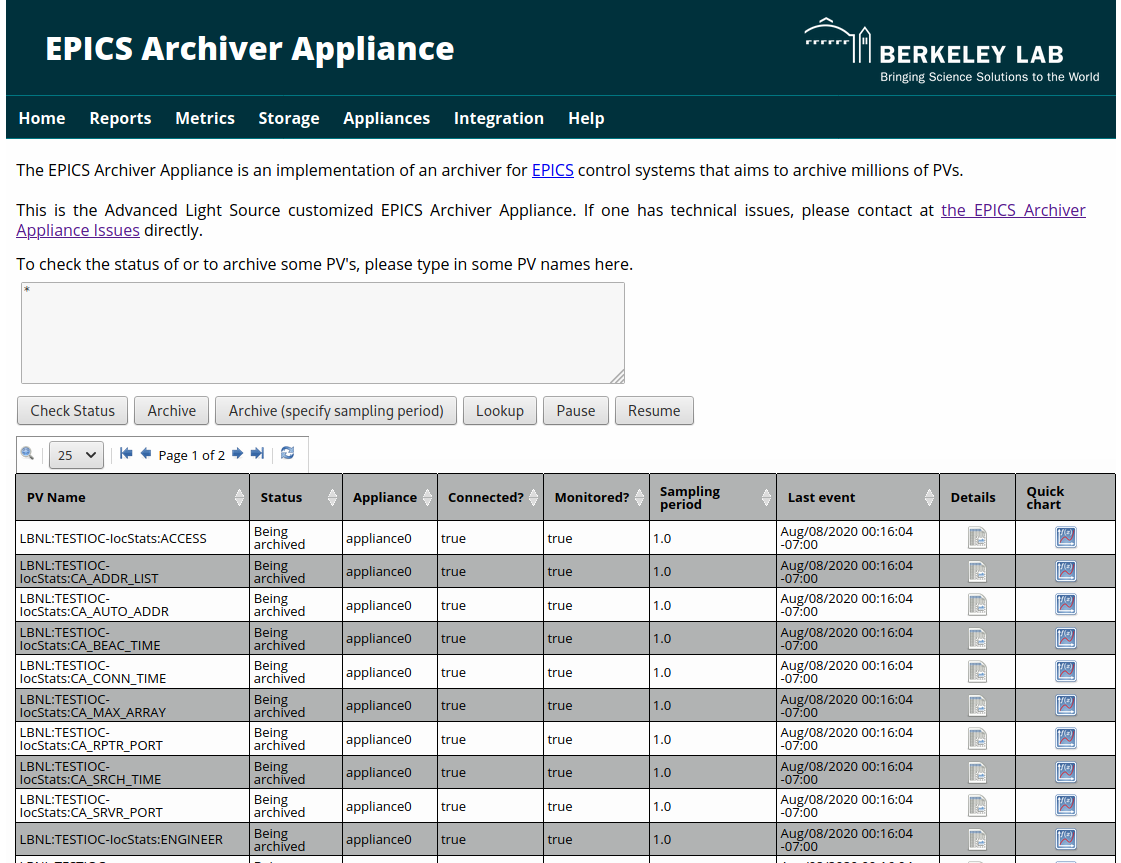 EPICS Archiver Appliance
BERKELEY LAB
Bringing Science Solutions to the World
Home Reports Metrics Storage Appliances Integration Help
The EPICS Archiver Appliance is an implementation of an archiver for EPICS control systems that aims to archive millions of PVs.
This is the Advanced Light Source customized EPICS Archiver Appliance. If one has technical issues, please contact at the EPICS Archiver
Appliance Issues directly.
To check the status of or to archive some PV's, please type in some PV names here.
*
Check Status Archive Archive (specify sampling period) Lookup Pause Resume
25 Page 1 of 2
PV Name Status Appliance Connected? Monitored? Sampling period Last event Details Quick chart
LBNL:TESTIOC-IocStats:ACCESS Being archived appliance0 true true 1.0 Aug/08/2020 00:16:04 -07:00
LBNL:TESTIOC-IocStats:CA_ADDR_LIST Being archived appliance0 true true 1.0 Aug/08/2020 00:16:04 -07:00
LBNL:TESTIOC-IocStats:CA_AUTO_ADDR Being archived appliance0 true true 1.0 Aug/08/2020 00:16:04 -07:00
LBNL:TESTIOC-IocStats:CA_BEAC_TIME Being archived appliance0 true true 1.0 Aug/08/2020 00:16:04 -07:00
LBNL:TESTIOC-IocStats:CA_CONN_TIME Being archived appliance0 true true 1.0 Aug/08/2020 00:16:04 -07:00
LBNL:TESTIOC-IocStats:CA_MAX_ARRAY Being archived appliance0 true true 1.0 Aug/08/2020 00:16:04 -07:00
LBNL:TESTIOC-IocStats:CA_RPTR_PORT Being archived appliance0 true true 1.0 Aug/08/2020 00:16:04 -07:00
LBNL:TESTIOC-IocStats:CA_SRCH_TIME Being archived appliance0 true true 1.0 Aug/08/2020 00:16:04 -07:00
LBNL:TESTIOC-IocStats:CA_SRVR_PORT Being archived appliance0 true true 1.0 Aug/08/2020 00:16:04 -07:00
LBNL:TESTIOC-IocStats:ENGINEER Being archived appliance0 true true 1.0 Aug/08/2020 00:16:04 -07:00